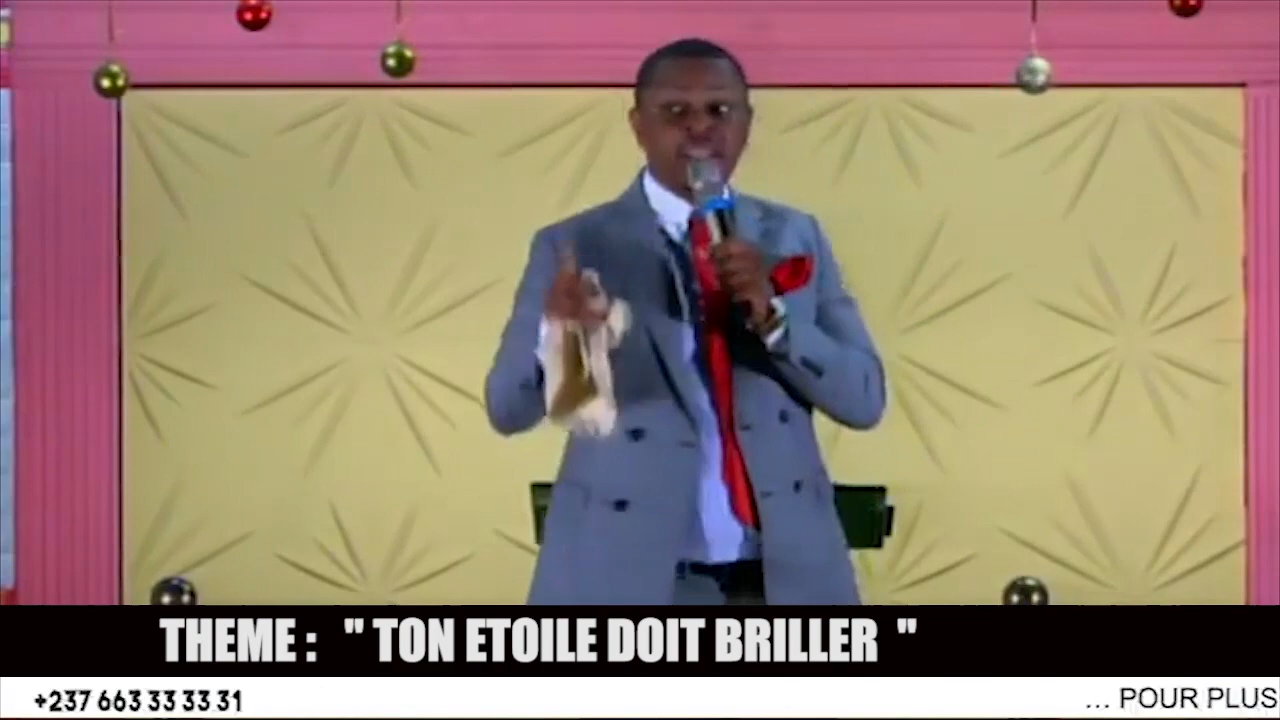 THEME : " TON ETOILE DOIT BRILLER "
+237 663 33 33 31
... POUR PLUS